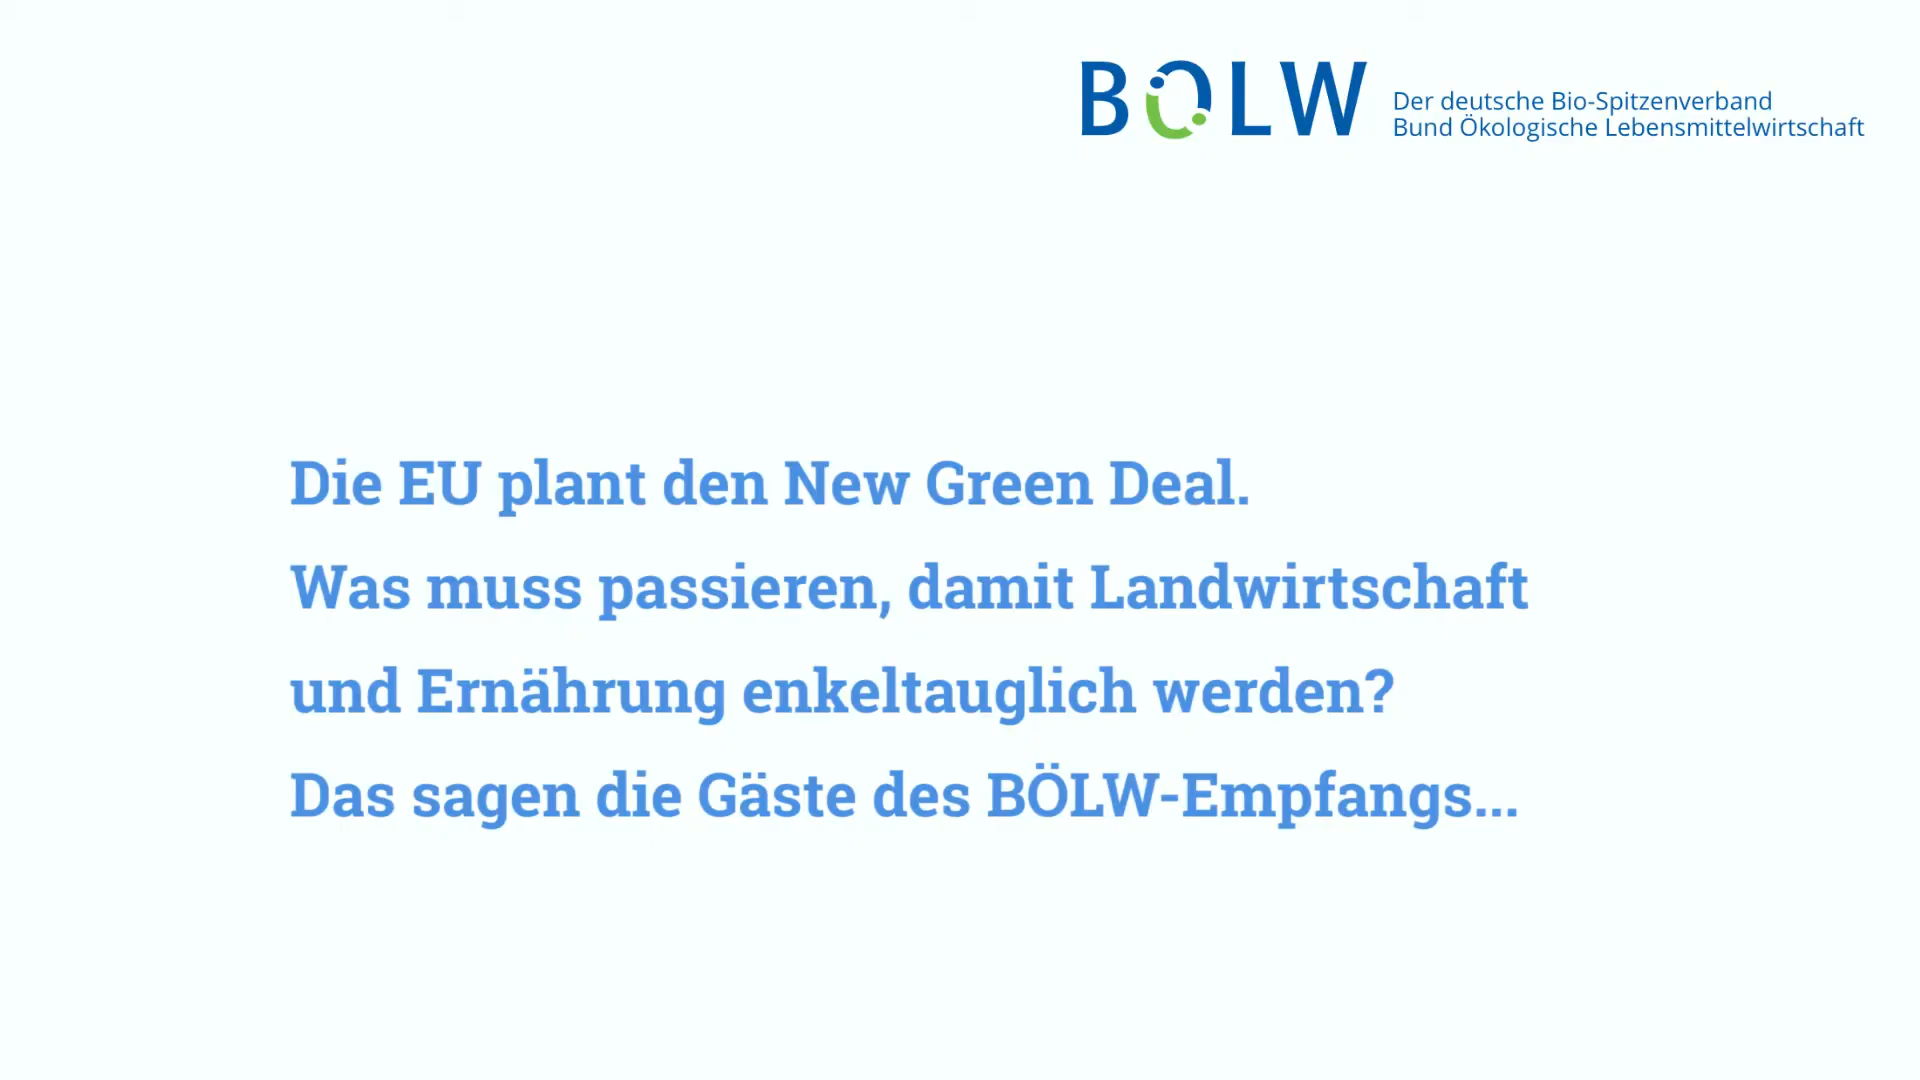 BÖLW
Der deutsche Bio-Spitzenverband
Bund Ökologische Lebensmittelwirtschaft
Die EU plant den New Green Deal.
Was muss passieren, damit Landwirtschaft
und Ernährung enkeltauglich werden?
Das sagen die Gäste des BÖLW-Empfangs...